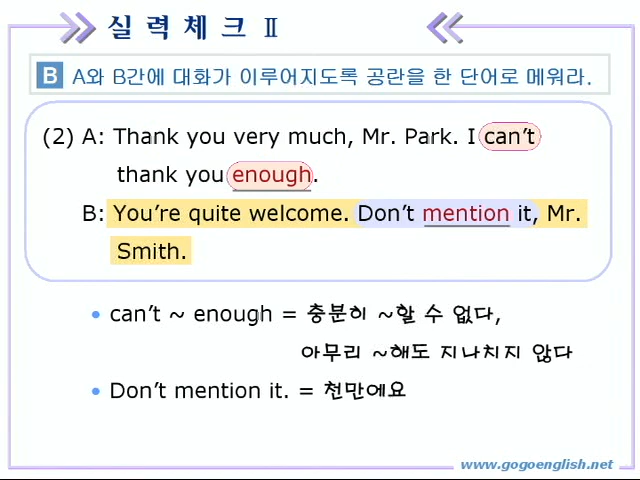 실 력 체 크 Ⅱ
B A와 B간에 대화가 이루어지도록 공란을 한 단어로 메워라.
(2) A: Thank you very much, Mr. Park. I can't
thank you enough.
B: You're quite welcome. Don't mention it, Mr.
Smith.
• can't ~ enough = 충분히 ~할 수 없다,
아무리 ~해도 지나치지 않다
• Don't mention it. = 천만예요
www.gogoenglish.net